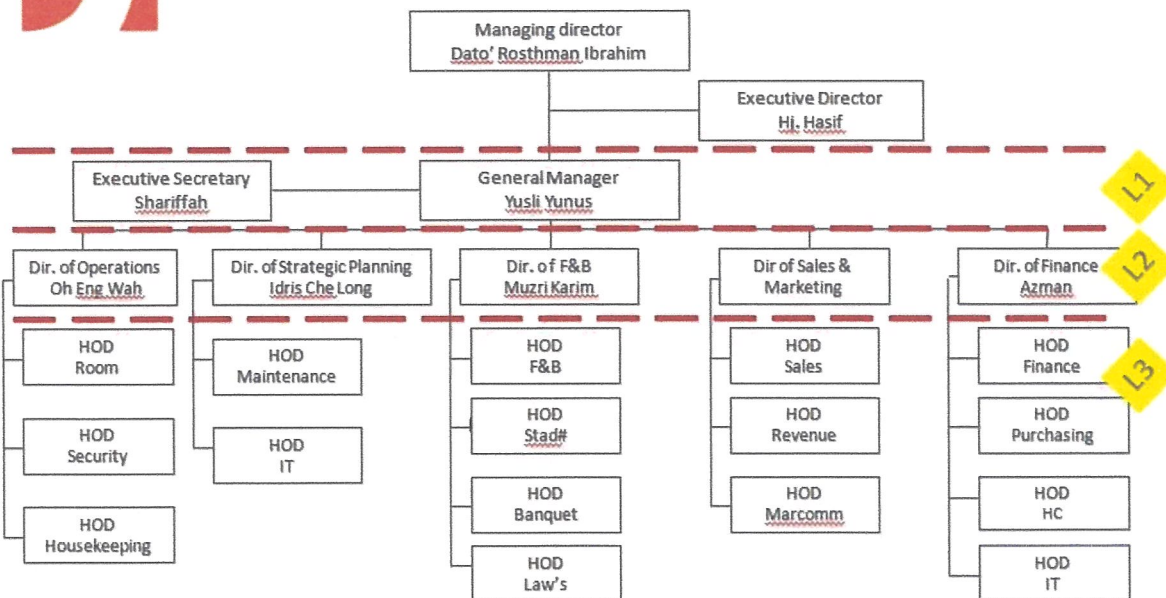 Managing director
Dato' Rosthman Ibrahim
Executive Director
Hj. Hasif
Executive Secretary
Shariffah
General Manager
Yusli Yunus
L1
Dir. of Operations
Oh Eng Wah
Dir. of Strategic Planning
Idris Che Long
Dir. of F&B
Muzri Karim
Dir of Sales &
Marketing
Dir. of Finance
Azman
L2
HOD
Room
HOD
Security
HOD
Housekeeping
HOD
Maintenance
HOD
IT
HOD
F&B
HOD
Stad#
HOD
Banquet
HOD
Law's
HOD
Sales
HOD
Revenue
HOD
Marcomm
HOD
Finance
HOD
Purchasing
HOD
HC
HOD
IT
L3